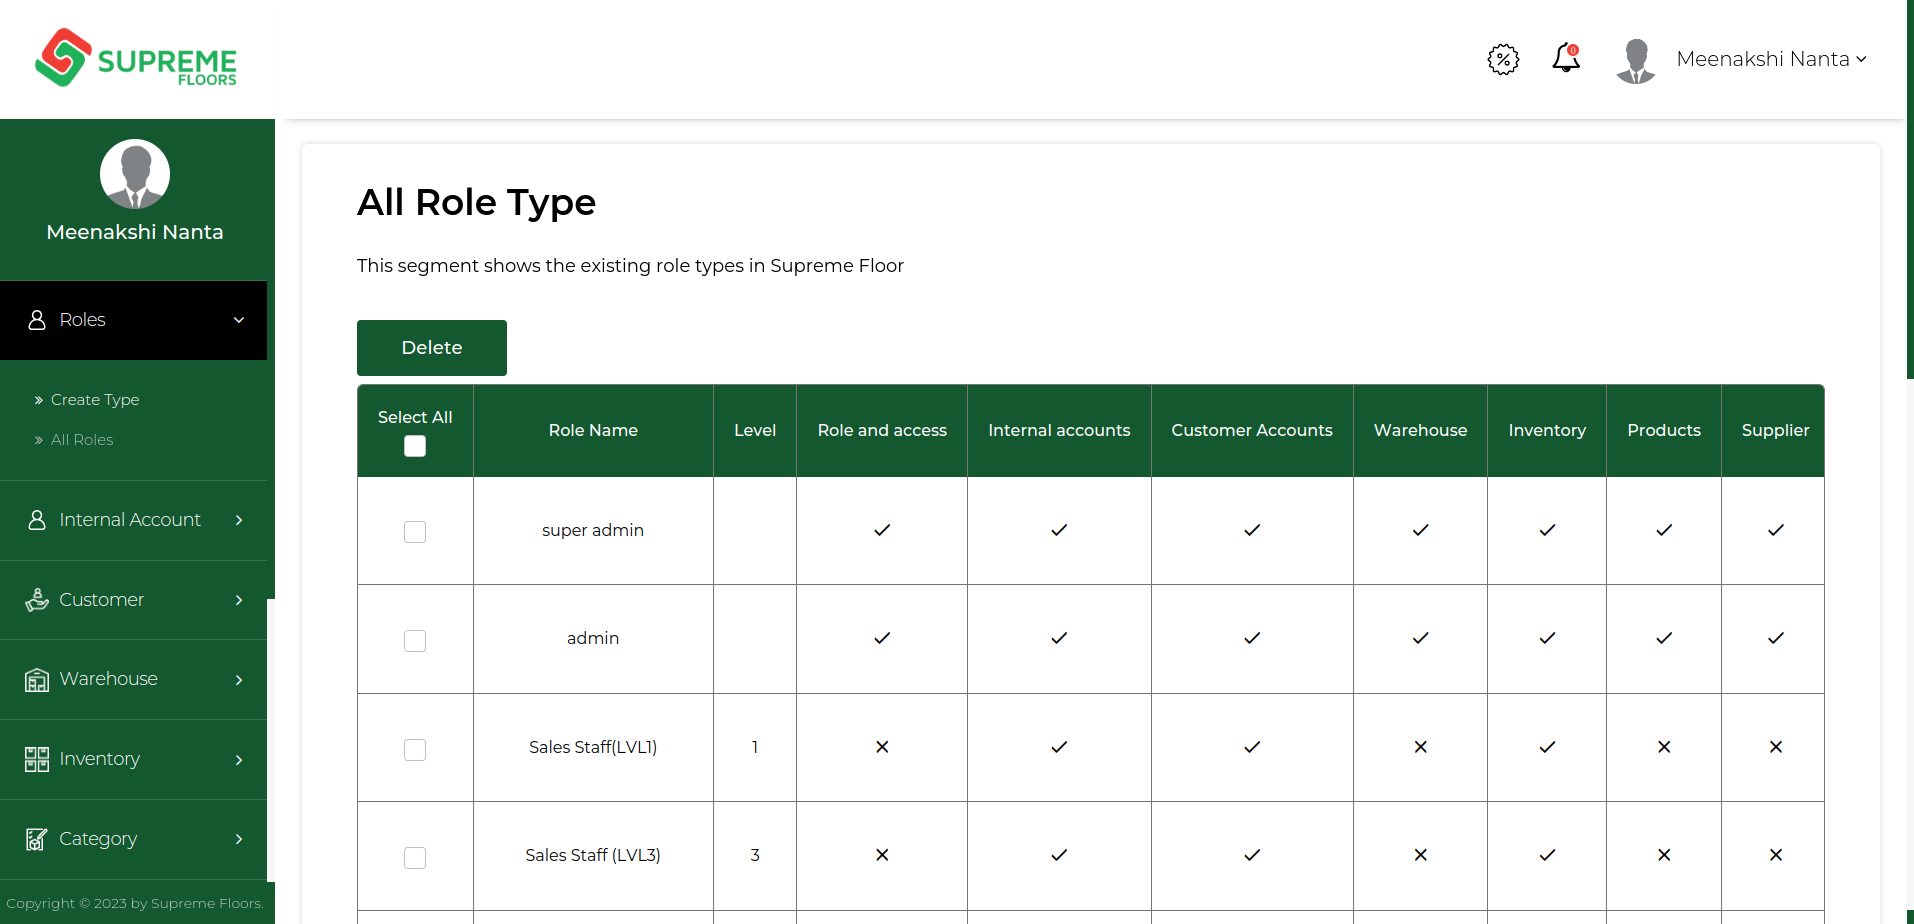 SUPREME
FLOORS
0
Meenakshi Nanta
Meenakshi Nanta
Roles
Create Type
All Roles
Internal Account
Customer
Warehouse
Inventory
Category
Copyright © 2023 by Supreme Floors.
All Role Type
This segment shows the existing role types in Supreme Floor
Delete
Select All Role Name Level Role and access Internal accounts Customer Accounts Warehouse Inventory Products Supplier
super admin ✓ ✓ ✓ ✓ ✓ ✓ ✓
admin ✓ ✓ ✓ ✓ ✓ ✓ ✓
Sales Staff(LVL1) 1 ✕ ✓ ✓ ✕ ✓ ✕ ✕
Sales Staff (LVL3) 3 ✕ ✓ ✓ ✕ ✓ ✕ ✕